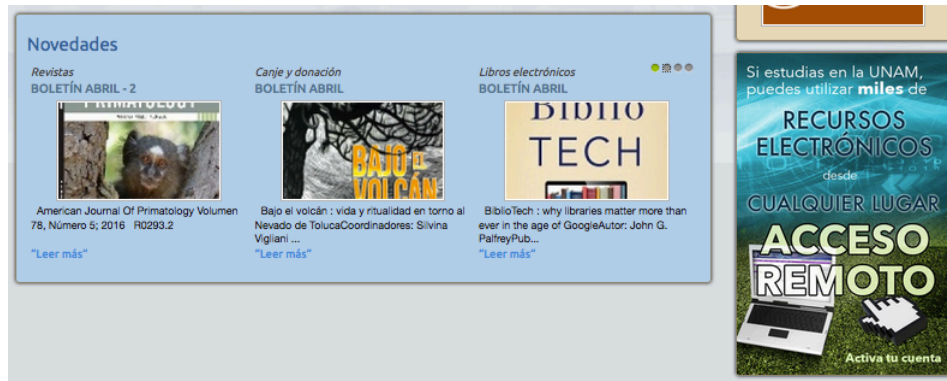 Novedades
Revistas
BOLETÍN ABRIL - 2
PRIMATOLOGY
American Journal Of Primatology Volumen
78, Número 5; 2016   R0293.2
“Leer más”
Canje y donación
BOLETÍN ABRIL
BAJO EL
VOLCÁN
Bajo el volcán : vida y ritualidad en torno al
Nevado de TolucaCoordinadores: Silvina
Vigliani ...
“Leer más”
Libros electrónicos
BOLETÍN ABRIL
Biblio
TECH
BiblioTech : why libraries matter more than
ever in the age of GoogleAutor: John G.
PalfreyPub...
“Leer más”
Si estudias en la UNAM,
puedes utilizar miles de
RECURSOS
ELECTRÓNICOS
desde
CUALQUIER LUGAR
ACCESO
REMOTO
Activa tu cuenta